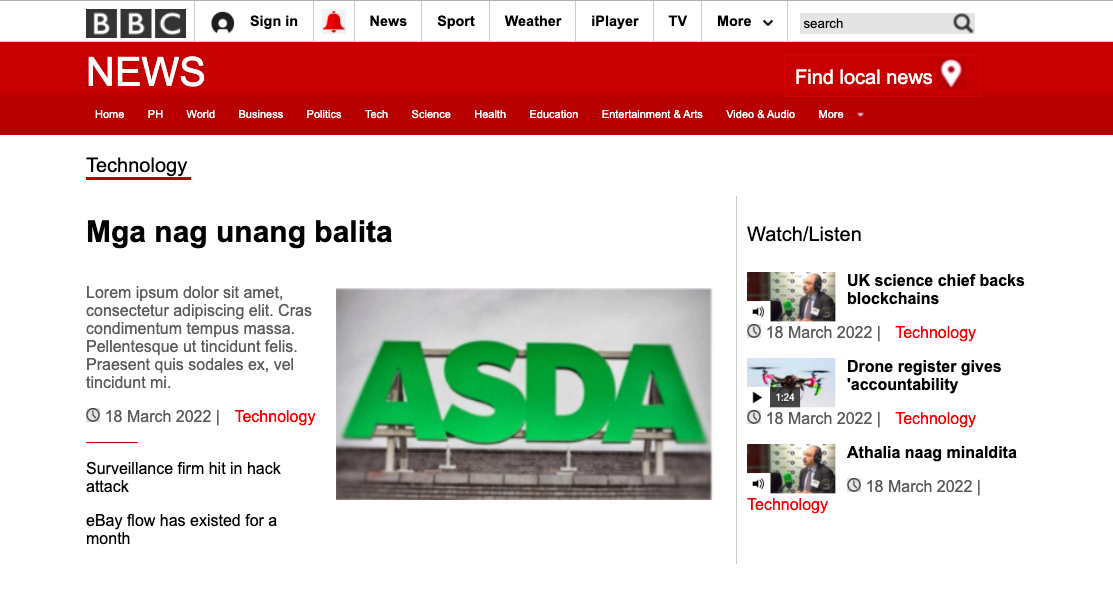 BBC Sign in News Sport Weather iPlayer TV More search
NEWS
Find local news
Home PH World Business Politics Tech Science Health Education Entertainment & Arts Video & Audio More
Technology
Mga nag unang balita
Lorem ipsum dolor sit amet,
consectetur adipiscing elit. Cras
condimentum tempus massa.
Pellentesque ut tincidunt felis.
Praesent quis sodales ex, vel
tincidunt mi.
18 March 2022 | Technology
Surveillance firm hit in hack
attack
eBay flow has existed for a
month
ASDA
Watch/Listen
UK science chief backs
blockchains
18 March 2022 | Technology
Drone register gives
'accountability
1:24
18 March 2022 | Technology
Athalia naag minaldita
18 March 2022 |
Technology